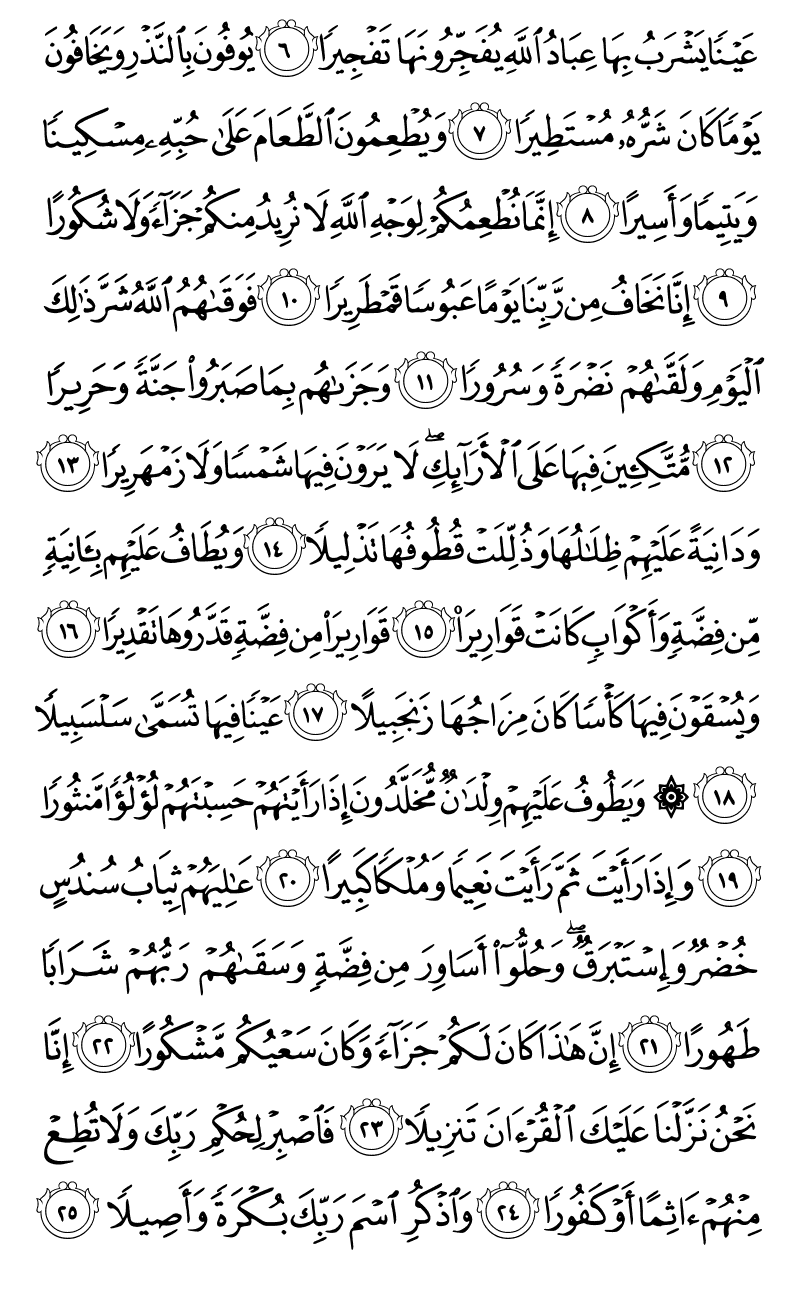 عَيۡنٗا يَشۡرَبُ بِهَا عِبَادُ ٱللَّهِ يُفَجِّرُونَهَا تَفۡجِيرٗا ٦ يُوفُونَ بِٱلنَّذۡرِ وَيَخَافُونَ
يَوۡمٗا كَانَ شَرُّهُۥ مُسۡتَطِيرٗا ٧ وَيُطۡعِمُونَ ٱلطَّعَامَ عَلَىٰ حُبِّهِۦ مِسۡكِينٗا
وَيَتِيمٗا وَأَسِيرًا ٨ إِنَّمَا نُطۡعِمُكُمۡ لِوَجۡهِ ٱللَّهِ لَا نُرِيدُ مِنكُمۡ جَزَآءٗ وَلَا شُكُورًا
٩ إِنَّا نَخَافُ مِن رَّبِّنَا يَوۡمًا عَبُوسٗا قَمۡطَرِيرٗا ١٠ فَوَقَىٰهُمُ ٱللَّهُ شَرَّ ذَٰلِكَ
ٱلۡيَوۡمِ وَلَقَّىٰهُمۡ نَضۡرَةٗ وَسُرُورٗا ١١ وَجَزَىٰهُم بِمَا صَبَرُواْ جَنَّةٗ وَحَرِيرٗا
١٢ مُّتَّكِـِٔينَ فِيهَا عَلَى ٱلۡأَرَآئِكِۖ لَا يَرَوۡنَ فِيهَا شَمۡسٗا وَلَا زَمۡهَرِيرٗا ١٣
وَدَانِيَةً عَلَيۡهِمۡ ظِلَٰلُهَا وَذُلِّلَتۡ قُطُوفُهَا تَذۡلِيلٗا ١٤ وَيُطَافُ عَلَيۡهِم بِـَٔانِيَةٖ
مِّن فِضَّةٖ وَأَكۡوَابٖ كَانَتۡ قَوَارِيرَا۠ ١٥ قَوَارِيرَاْ مِن فِضَّةٖ قَدَّرُوهَا تَقۡدِيرٗا ١٦
وَيُسۡقَوۡنَ فِيهَا كَأۡسٗا كَانَ مِزَاجُهَا زَنجَبِيلًا ١٧ عَيۡنٗا فِيهَا تُسَمَّىٰ سَلۡسَبِيلٗا
١٨ ۞ وَيَطُوفُ عَلَيۡهِمۡ وِلۡدَٰنٞ مُّخَلَّدُونَ إِذَا رَأَيۡتَهُمۡ حَسِبۡتَهُمۡ لُؤۡلُؤٗا مَّنثُورٗا
١٩ وَإِذَا رَأَيۡتَ ثَمَّ رَأَيۡتَ نَعِيمٗا وَمُلۡكٗا كَبِيرًا ٢٠ عَٰلِيَهُمۡ ثِيَابُ سُندُسٍ
خُضۡرٞ وَإِسۡتَبۡرَقٞۖ وَحُلُّوٓاْ أَسَاوِرَ مِن فِضَّةٖ وَسَقَىٰهُمۡ رَبُّهُمۡ شَرَابٗا
طَهُورًا ٢١ إِنَّ هَٰذَا كَانَ لَكُمۡ جَزَآءٗ وَكَانَ سَعۡيُكُم مَّشۡكُورًا ٢٢ إِنَّا
نَحۡنُ نَزَّلۡنَا عَلَيۡكَ ٱلۡقُرۡءَانَ تَنزِيلٗا ٢٣ فَٱصۡبِرۡ لِحُكۡمِ رَبِّكَ وَلَا تُطِعۡ
مِنۡهُمۡ ءَاثِمًا أَوۡ كَفُورٗا ٢٤ وَٱذۡكُرِ ٱسۡمَ رَبِّكَ بُكۡرَةٗ وَأَصِيلٗا ٢٥